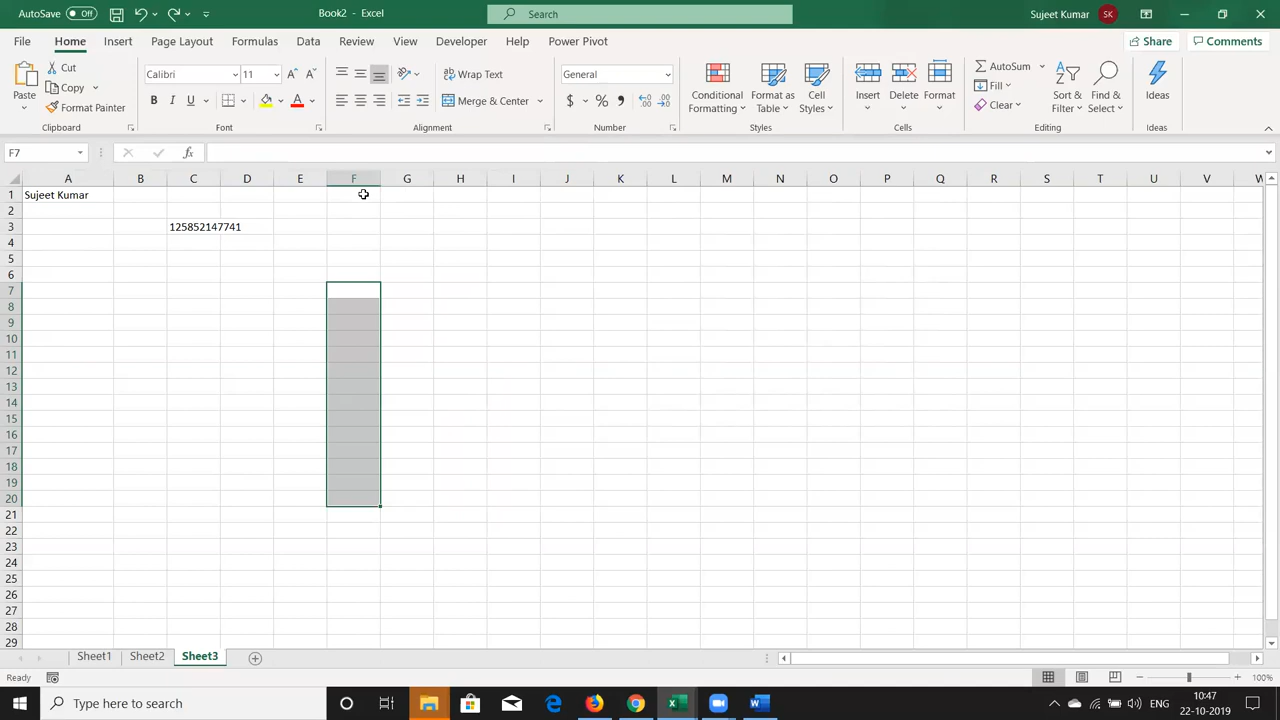 AutoSave Off Book2 - Excel Search Sujeet Kumar SK
File Home Insert Page Layout Formulas Data Review View Developer Help Power Pivot Share Comments
Paste Cut Copy Format Painter Clipboard
Calibri 11 B I U A Font
Wrap Text Merge & Center Alignment
General $ % , Number
Conditional Formatting Format as Table Cell Styles Styles
Insert Delete Format Cells
AutoSum Fill Clear Sort & Filter Find & Select Editing
Ideas Ideas
F7 fx
A B C D E F G H I J K L M N O P Q R S T U V W
1 Sujeet Kumar
2
3 125852147741
4
5
6
7
8
9
10
11
12
13
14
15
16
17
18
19
20
21
22
23
24
25
26
27
28
29
Sheet1 Sheet2 Sheet3
Ready 100%
Type here to search ENG 10:47
22-10-2019